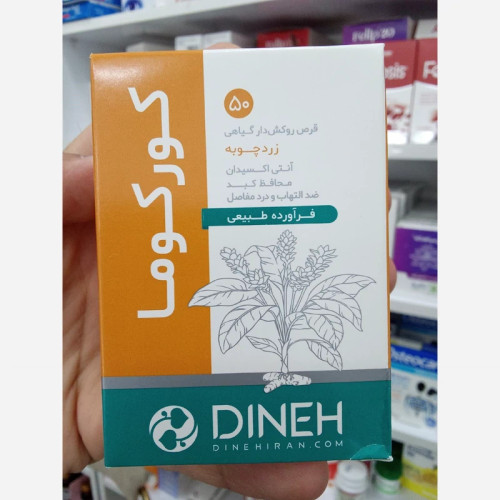 کورکوما
۵۰
قرص روکش‌دار گیاهی
زردچوبه
آنتی اکسیدان
محافظ کبد
ضد التهاب و درد مفاصل
فرآورده طبیعی
DINEH
DINEHIRAN.COM